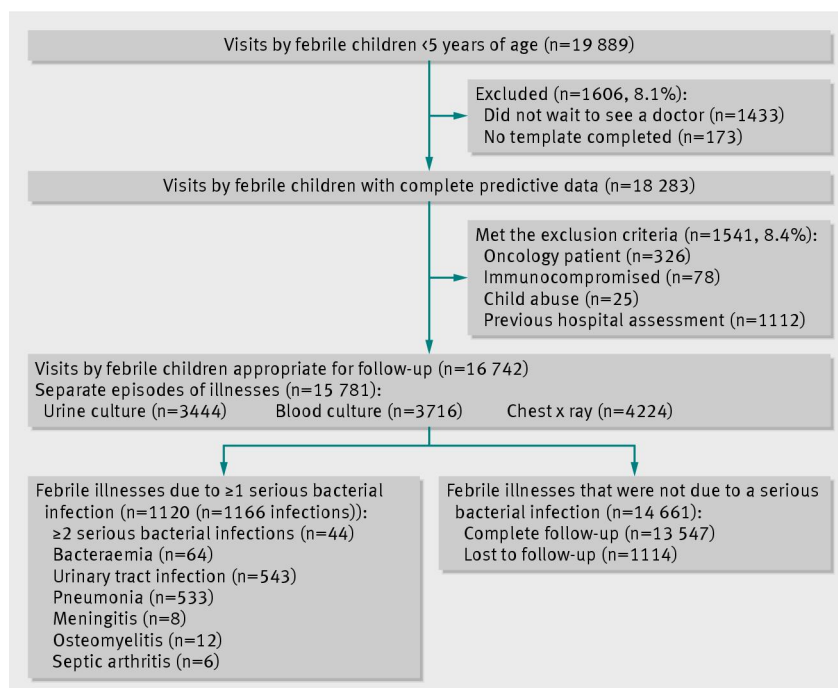 Visits by febrile children <5 years of age (n=19 889)
Excluded (n=1606, 8.1%):
Did not wait to see a doctor (n=1433)
No template completed (n=173)
Visits by febrile children with complete predictive data (n=18 283)
Met the exclusion criteria (n=1541, 8.4%):
Oncology patient (n=326)
Immunocompromised (n=78)
Child abuse (n=25)
Previous hospital assessment (n=1112)
Visits by febrile children appropriate for follow-up (n=16 742)
Separate episodes of illnesses (n=15 781):
Urine culture (n=3444) Blood culture (n=3716) Chest x ray (n=4224)
Febrile illnesses due to ≥1 serious bacterial
infection (n=1120 (n=1166 infections)):
≥2 serious bacterial infections (n=44)
Bacteraemia (n=64)
Urinary tract infection (n=543)
Pneumonia (n=533)
Meningitis (n=8)
Osteomyelitis (n=12)
Septic arthritis (n=6)
Febrile illnesses that were not due to a serious
bacterial infection (n=14 661):
Complete follow-up (n=13 547)
Lost to follow-up (n=1114)